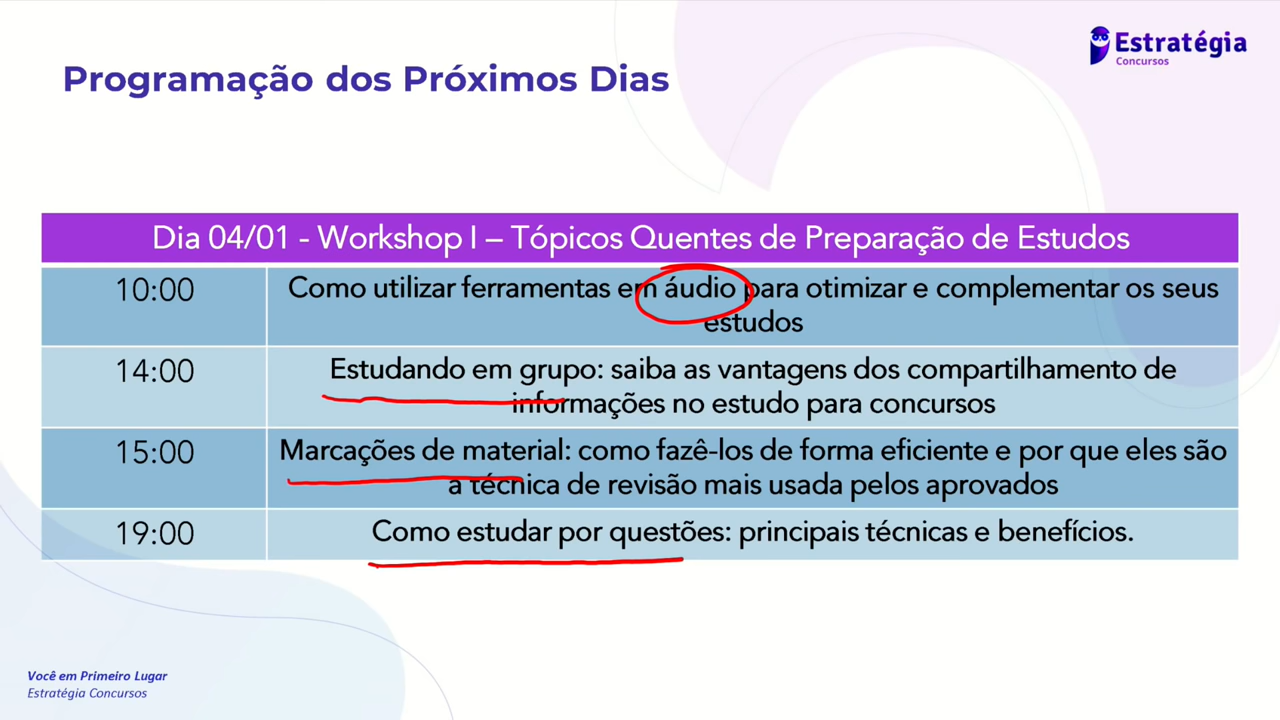 Estratégia
Concursos
Programação dos Próximos Dias
Dia 04/01 - Workshop I – Tópicos Quentes de Preparação de Estudos
10:00
Como utilizar ferramentas em áudio para otimizar e complementar os seus
estudos
14:00
Estudando em grupo: saiba as vantagens dos compartilhamento de
informações no estudo para concursos
15:00
Marcações de material: como fazê-los de forma eficiente e por que eles são
a técnica de revisão mais usada pelos aprovados
19:00
Como estudar por questões: principais técnicas e benefícios.
Você em Primeiro Lugar
Estratégia Concursos